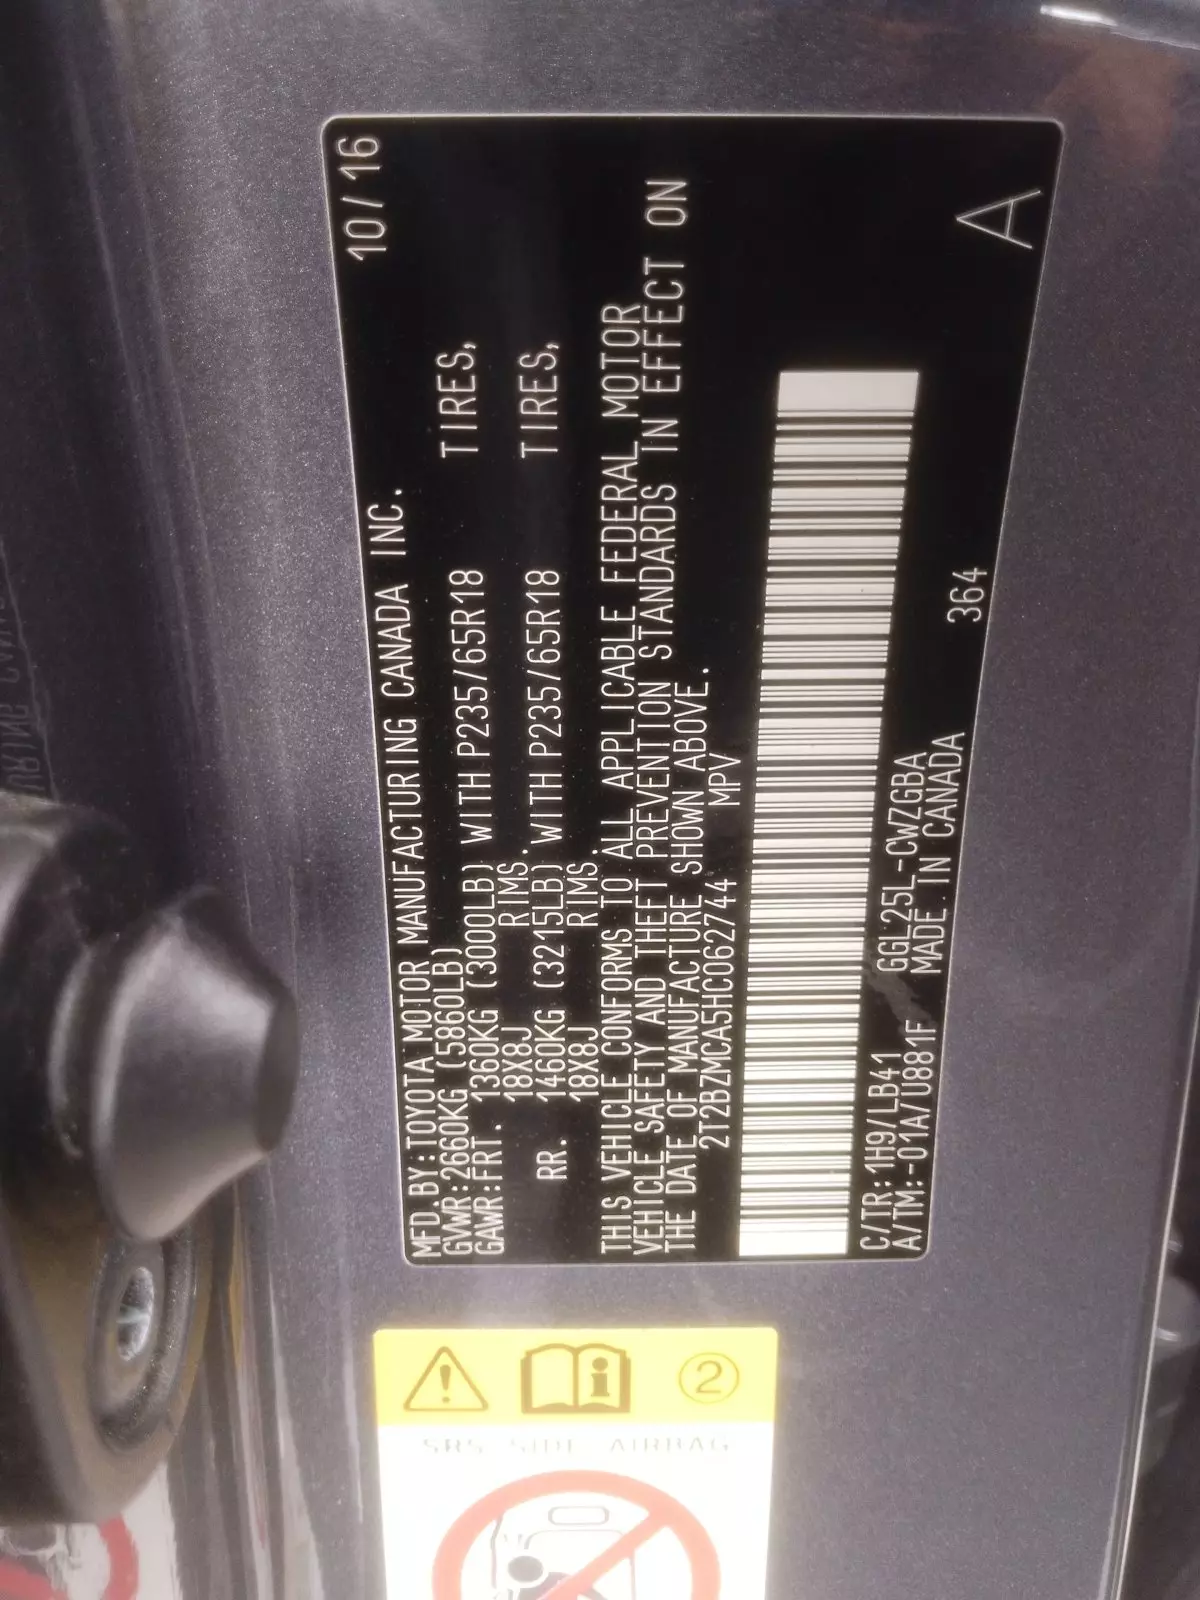 MFD.BY:TOYOTA MOTOR MANUFACTURING CANADA INC. 10/16
GVWR:2660KG (5860LB)
GAWR:FRT. 1360KG (3000LB) WITH P235/65R18 TIRES,
18X8J RIMS.
RR. 1460KG (3215LB) WITH P235/65R18 TIRES,
18X8J RIMS.
THIS VEHICLE CONFORMS TO ALL APPLICABLE FEDERAL MOTOR
VEHICLE SAFETY AND THEFT PREVENTION STANDARDS IN EFFECT ON
THE DATE OF MANUFACTURE SHOWN ABOVE.
2T2BZMCA5HC062744 MPV
C/TR:1H9/LB41 GGL25L-CWZGBA 364
A/TM:-01A/U881F MADE IN CANADA A
2
SRS SIDE AIRBAG